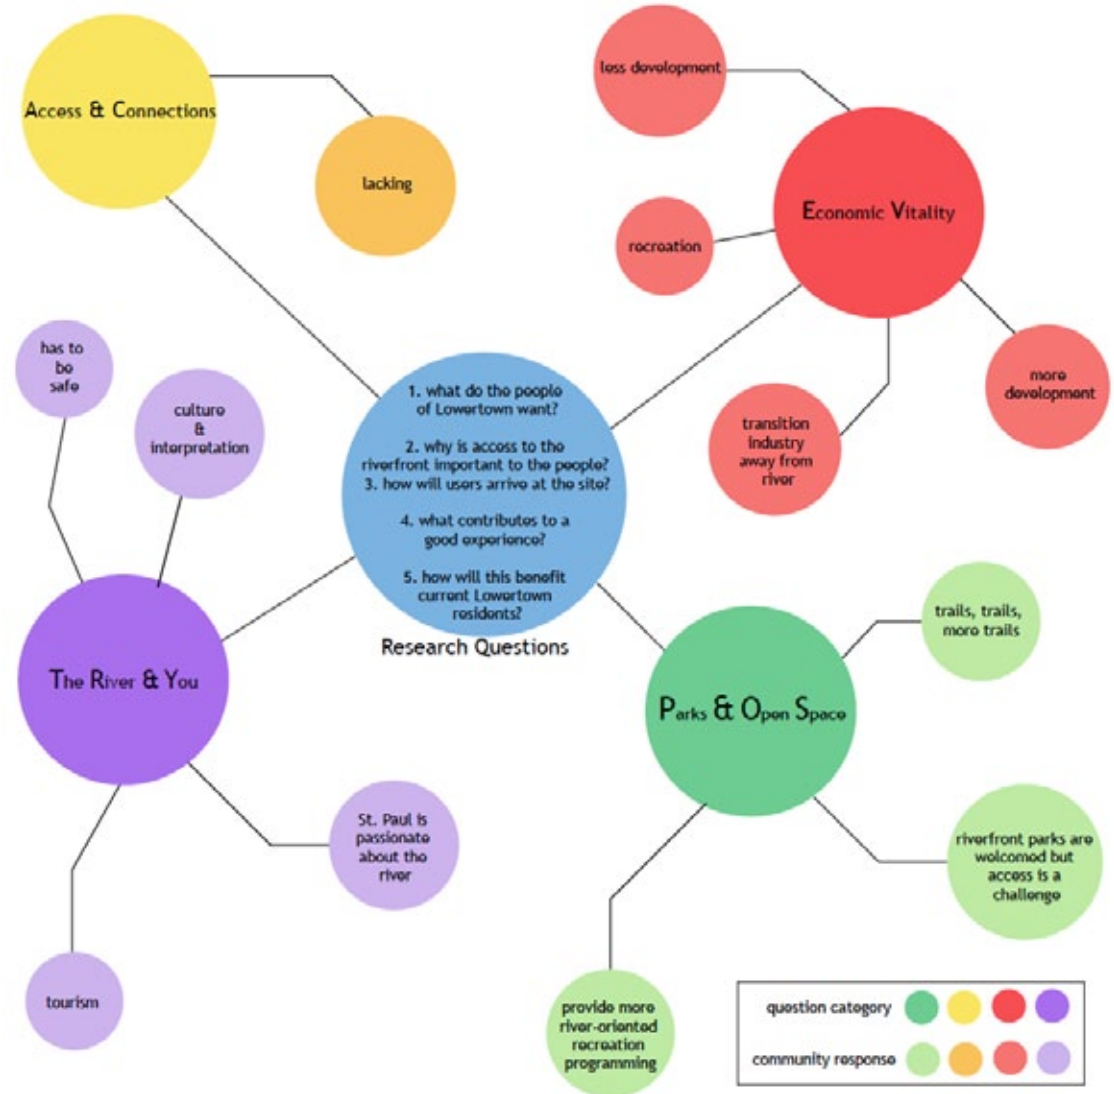 Access & Connections
lacking
less development
Economic Vitality
recreation
more
development
transition
industry
away from
river
has to
be
safe
culture
&
interpretation
1. what do the people
of Lowertown want?
2. why is access to the
riverfront important to the people?
3. how will users arrive at the site?
4. what contributes to a
good experience?
5. how will this benefit
current Lowertown
residents?
Research Questions
The River & You
St. Paul is
passionate
about the
river
tourism
Parks & Open Space
trails, trails,
more trails
riverfront parks are
welcomed but
access is a
challenge
provide more
river-oriented
recreation
programming
question category
community response